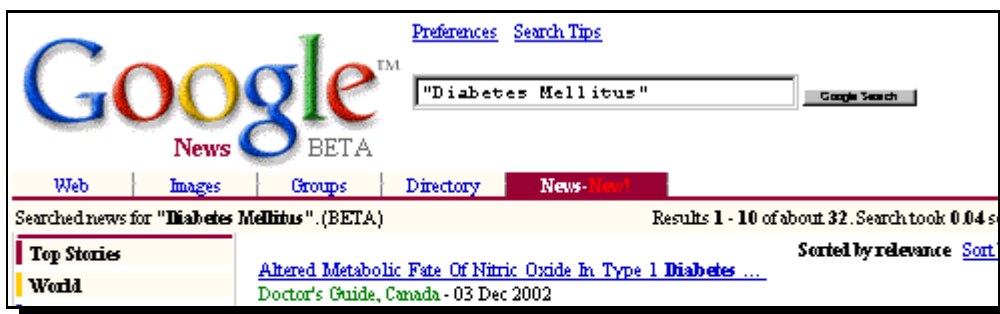 Preferences Search Tips
Google™
"Diabetes Mellitus" Google Search
News BETA
Web Images Groups Directory News-New!
Searched news for "Diabetes Mellitus". (BETA) Results 1 - 10 of about 32. Search took 0.04 s
Top Stories Sorted by relevance Sort
Altered Metabolic Fate Of Nitric Oxide In Type 1 Diabetes ...
World Doctor's Guide, Canada - 03 Dec 2002